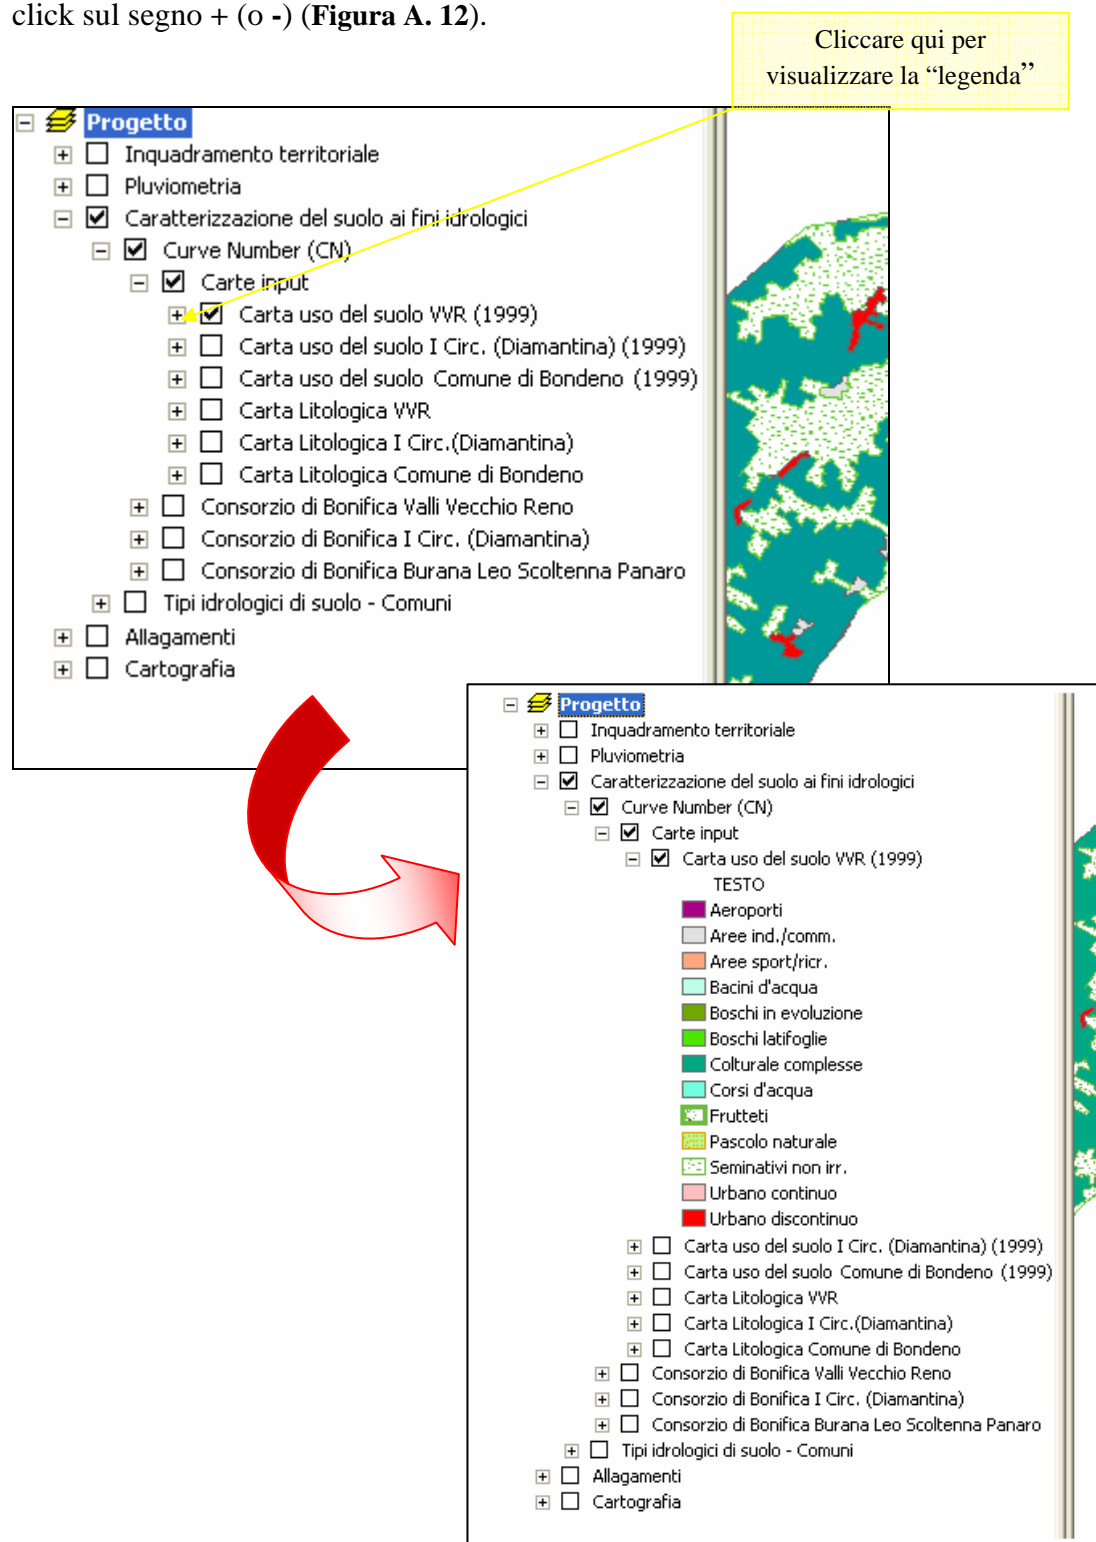 click sul segno + (o -) (Figura A. 12).
Cliccare qui per
visualizzare la “legenda”
Progetto
Inquadramento territoriale
Pluviometria
Caratterizzazione del suolo ai fini idrologici
Curve Number (CN)
Carte input
Carta uso del suolo VVR (1999)
Carta uso del suolo I Circ. (Diamantina) (1999)
Carta uso del suolo Comune di Bondeno (1999)
Carta Litologica VVR
Carta Litologica I Circ.(Diamantina)
Carta Litologica Comune di Bondeno
Consorzio di Bonifica Valli Vecchio Reno
Consorzio di Bonifica I Circ. (Diamantina)
Consorzio di Bonifica Burana Leo Scoltenna Panaro
Tipi idrologici di suolo - Comuni
Allagamenti
Cartografia
Progetto
Inquadramento territoriale
Pluviometria
Caratterizzazione del suolo ai fini idrologici
Curve Number (CN)
Carte input
Carta uso del suolo VVR (1999)
TESTO
Aeroporti
Aree ind./comm.
Aree sport/ricr.
Bacini d'acqua
Boschi in evoluzione
Boschi latifoglie
Colturale complesse
Corsi d'acqua
Frutteti
Pascolo naturale
Seminativi non irr.
Urbano continuo
Urbano discontinuo
Carta uso del suolo I Circ. (Diamantina) (1999)
Carta uso del suolo Comune di Bondeno (1999)
Carta Litologica VVR
Carta Litologica I Circ.(Diamantina)
Carta Litologica Comune di Bondeno
Consorzio di Bonifica Valli Vecchio Reno
Consorzio di Bonifica I Circ. (Diamantina)
Consorzio di Bonifica Burana Leo Scoltenna Panaro
Tipi idrologici di suolo - Comuni
Allagamenti
Cartografia